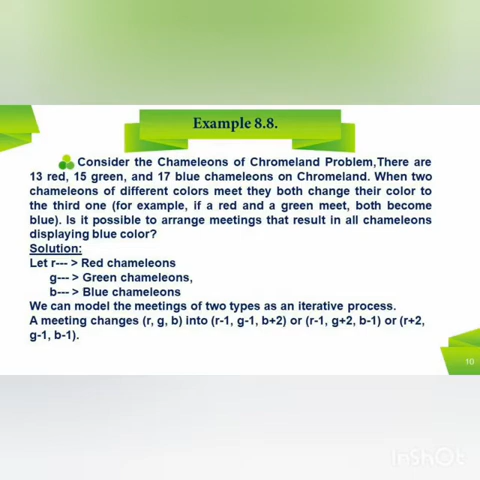 Example 8.8.
Consider the Chameleons of Chromeland Problem,There are
13 red, 15 green, and 17 blue chameleons on Chromeland. When two
chameleons of different colors meet they both change their color to
the third one (for example, if a red and a green meet, both become
blue). Is it possible to arrange meetings that result in all chameleons
displaying blue color?
Solution:
Let r--- > Red chameleons
g--- > Green chameleons,
b--- > Blue chameleons
We can model the meetings of two types as an iterative process.
A meeting changes (r, g, b) into (r-1, g-1, b+2) or (r-1, g+2, b-1) or (r+2,
g-1, b-1).
10
InShOt